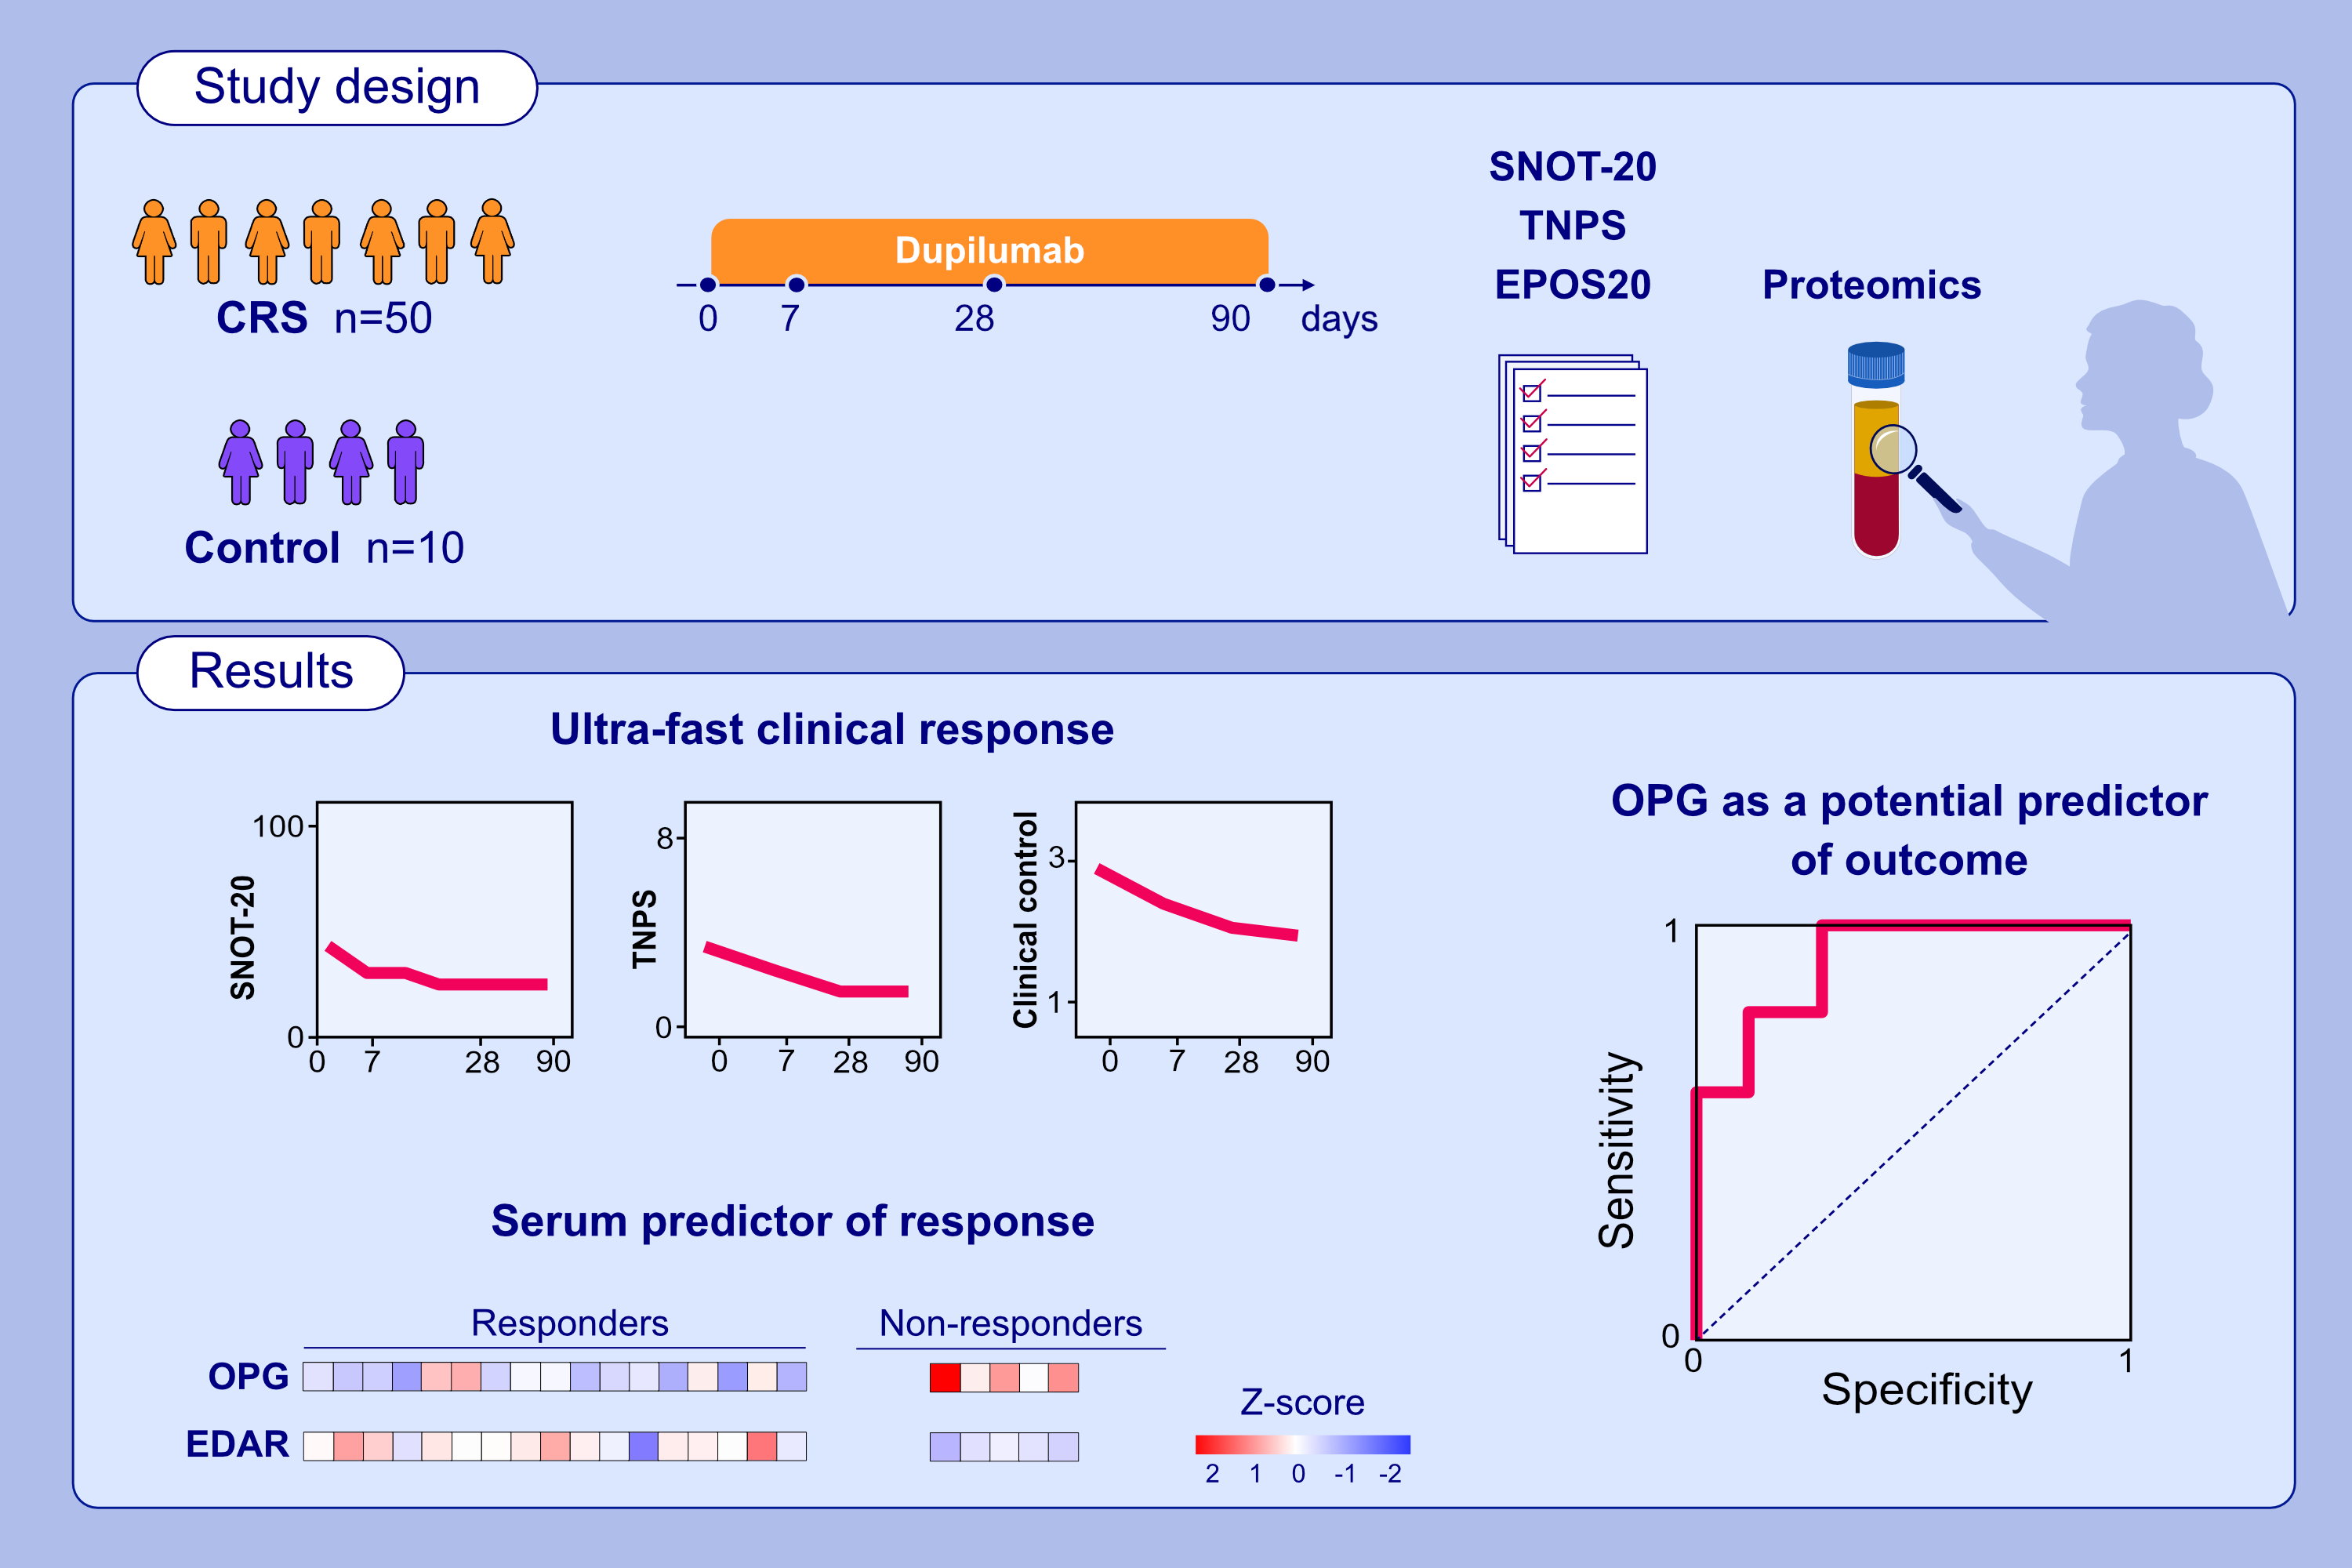 Study design
CRS n=50
Control n=10
Dupilumab
0 7 28 90 days
SNOT-20
TNPS
EPOS20
Proteomics
Results
Ultra-fast clinical response
SNOT-20
100
0
0 7 28 90
TNPS
8
0
0 7 28 90
Clinical control
3
1
0 7 28 90
Serum predictor of response
Responders
Non-responders
OPG
EDAR
Z-score
2 1 0 -1 -2
OPG as a potential predictor
of outcome
Sensitivity
1
0
0 1
Specificity